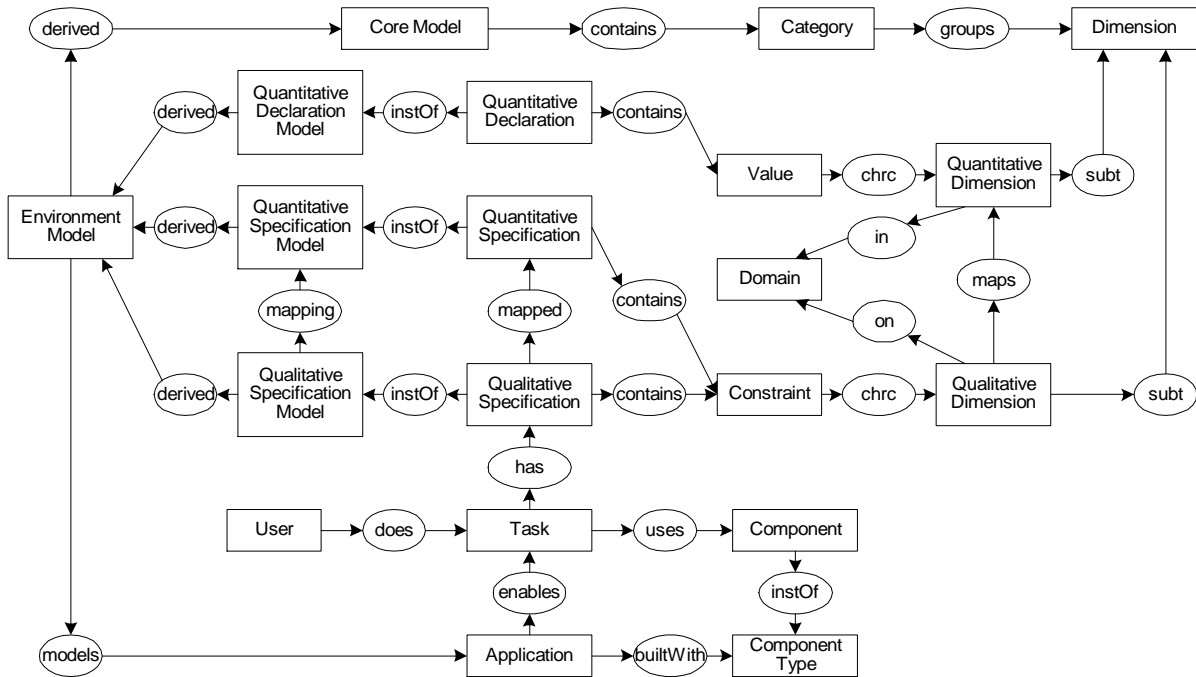 derived
Core Model
contains
Category
groups
Dimension
derived
Quantitative
Declaration
Model
instOf
Quantitative
Declaration
contains
Value
chrc
Quantitative
Dimension
subt
Environment
Model
derived
Quantitative
Specification
Model
instOf
Quantitative
Specification
in
Domain
maps
mapping
mapped
contains
on
derived
Qualitative
Specification
Model
instOf
Qualitative
Specification
contains
Constraint
chrc
Qualitative
Dimension
subt
has
User
does
Task
uses
Component
enables
instOf
models
Application
builtWith
Component
Type